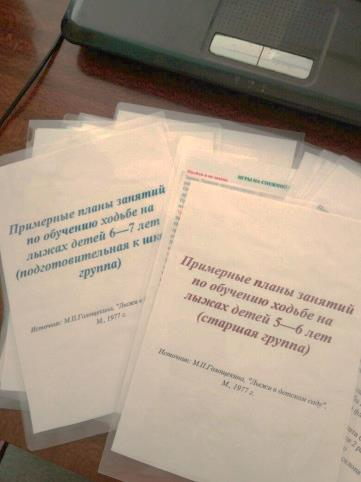 Примерные планы занятий
по обучению ходьбе на
лыжах детей 6—7 лет
(подготовительная к
группа)
Источник: М.П.Голощекина, "Лыжи в
М., 1977 г.
ИГРЫ НА
Примерные планы занятий
по обучению ходьбе на
лыжах детей 5—6 лет
(старшая группа)
Источник: М.П.Голощекина, "Лыжи в детском саду".
М., 1977 г.